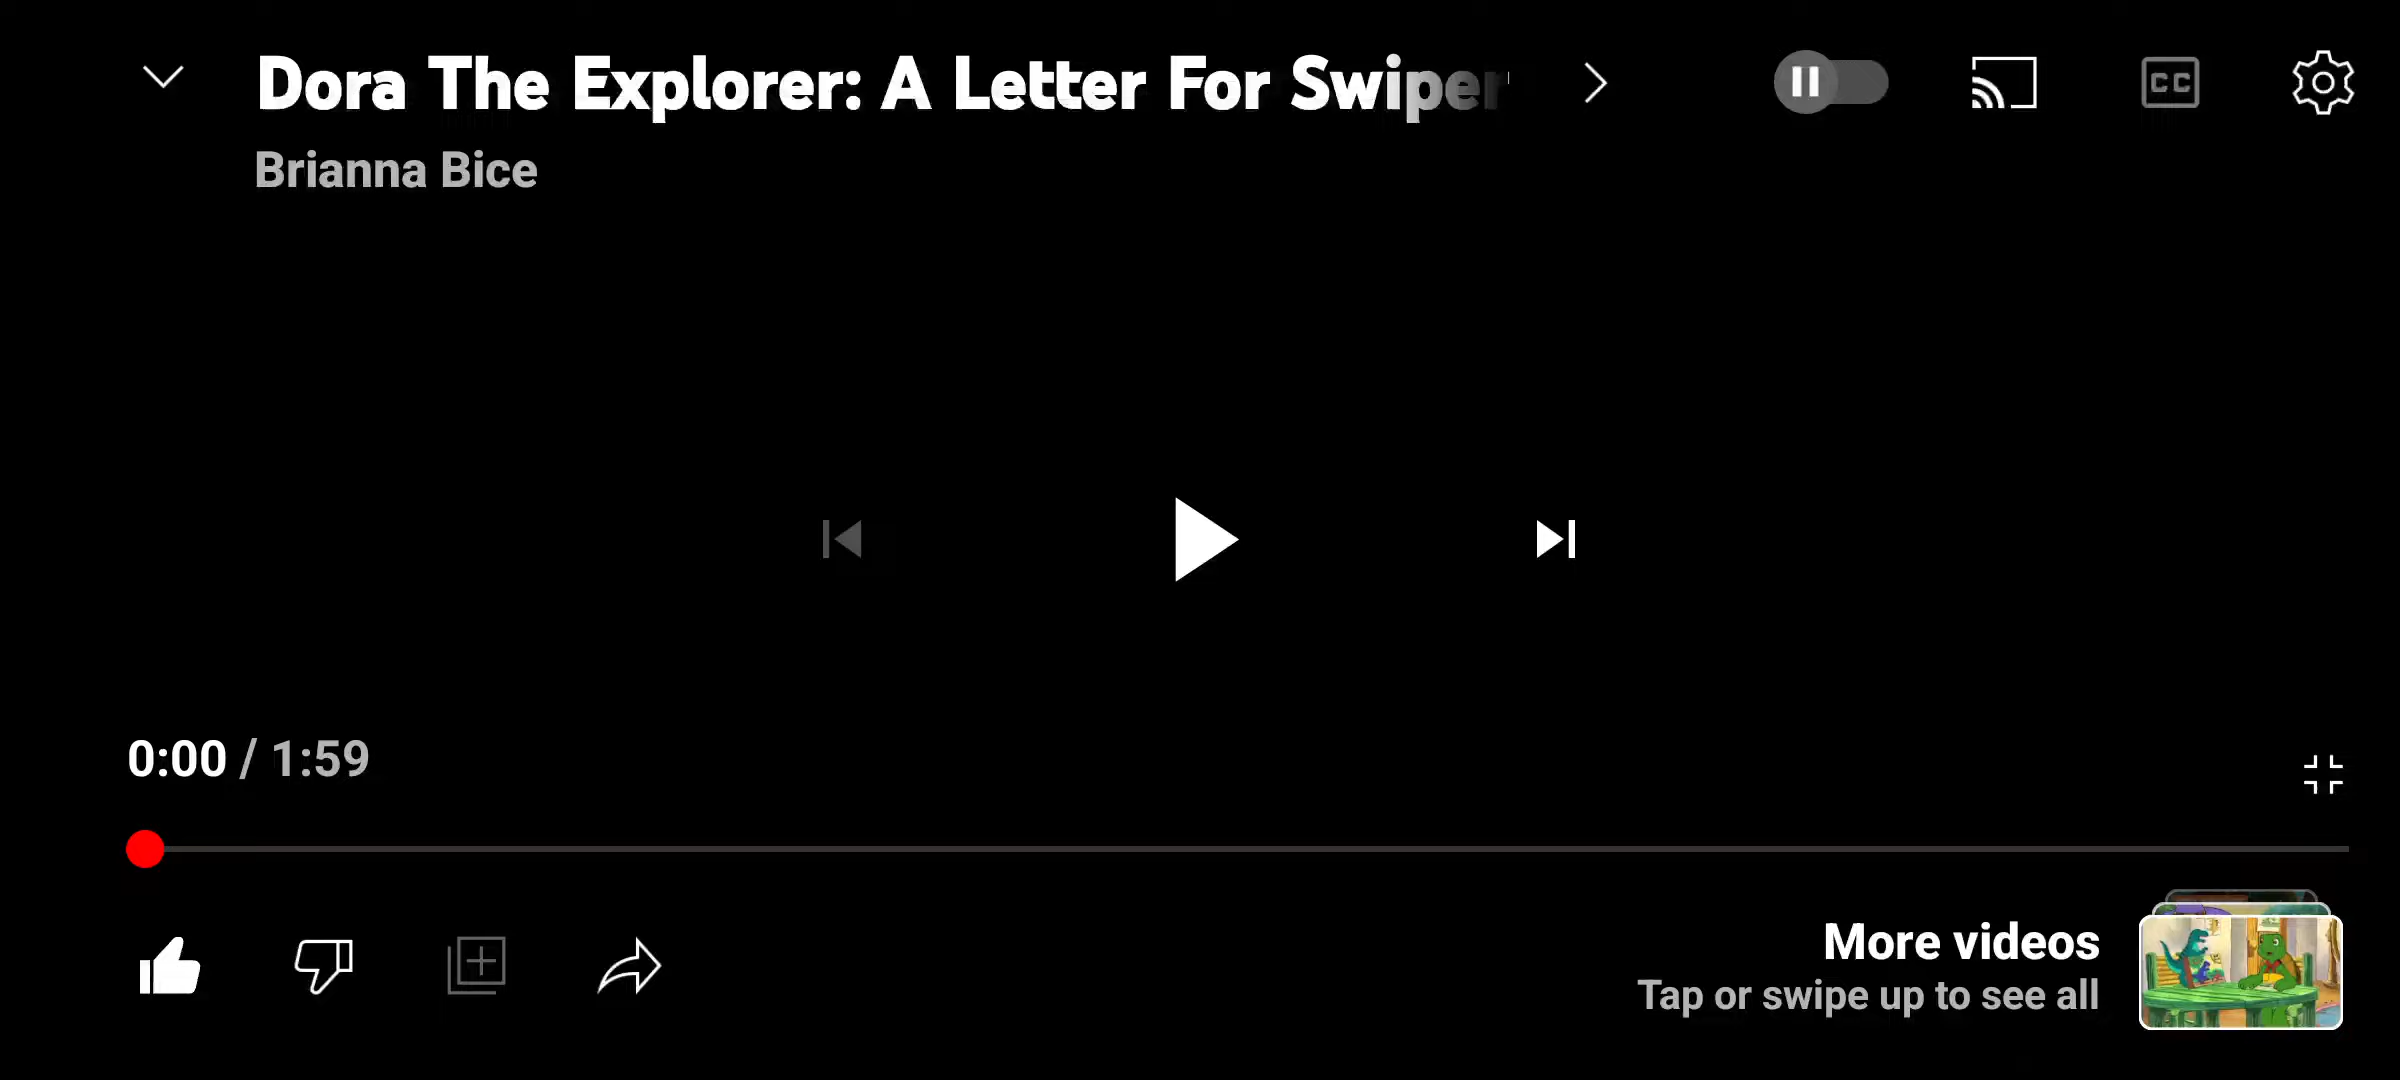 Dora The Explorer: A Letter For Swiper
Brianna Bice
CC
0:00 / 1:59
More videos
Tap or swipe up to see all